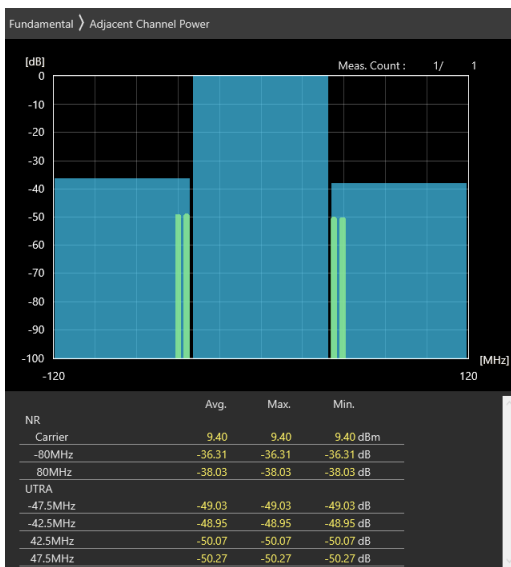 Fundamental 〉 Adjacent Channel Power
[dB]
Meas. Count : 1/ 1
0
-10
-20
-30
-40
-50
-60
-70
-80
-90
-100
[MHz]
-120 120
Avg. Max. Min.
NR
Carrier 9.40 9.40 9.40 dBm
-80MHz -36.31 -36.31 -36.31 dB
80MHz -38.03 -38.03 -38.03 dB
UTRA
-47.5MHz -49.03 -49.03 -49.03 dB
-42.5MHz -48.95 -48.95 -48.95 dB
42.5MHz -50.07 -50.07 -50.07 dB
47.5MHz -50.27 -50.27 -50.27 dB